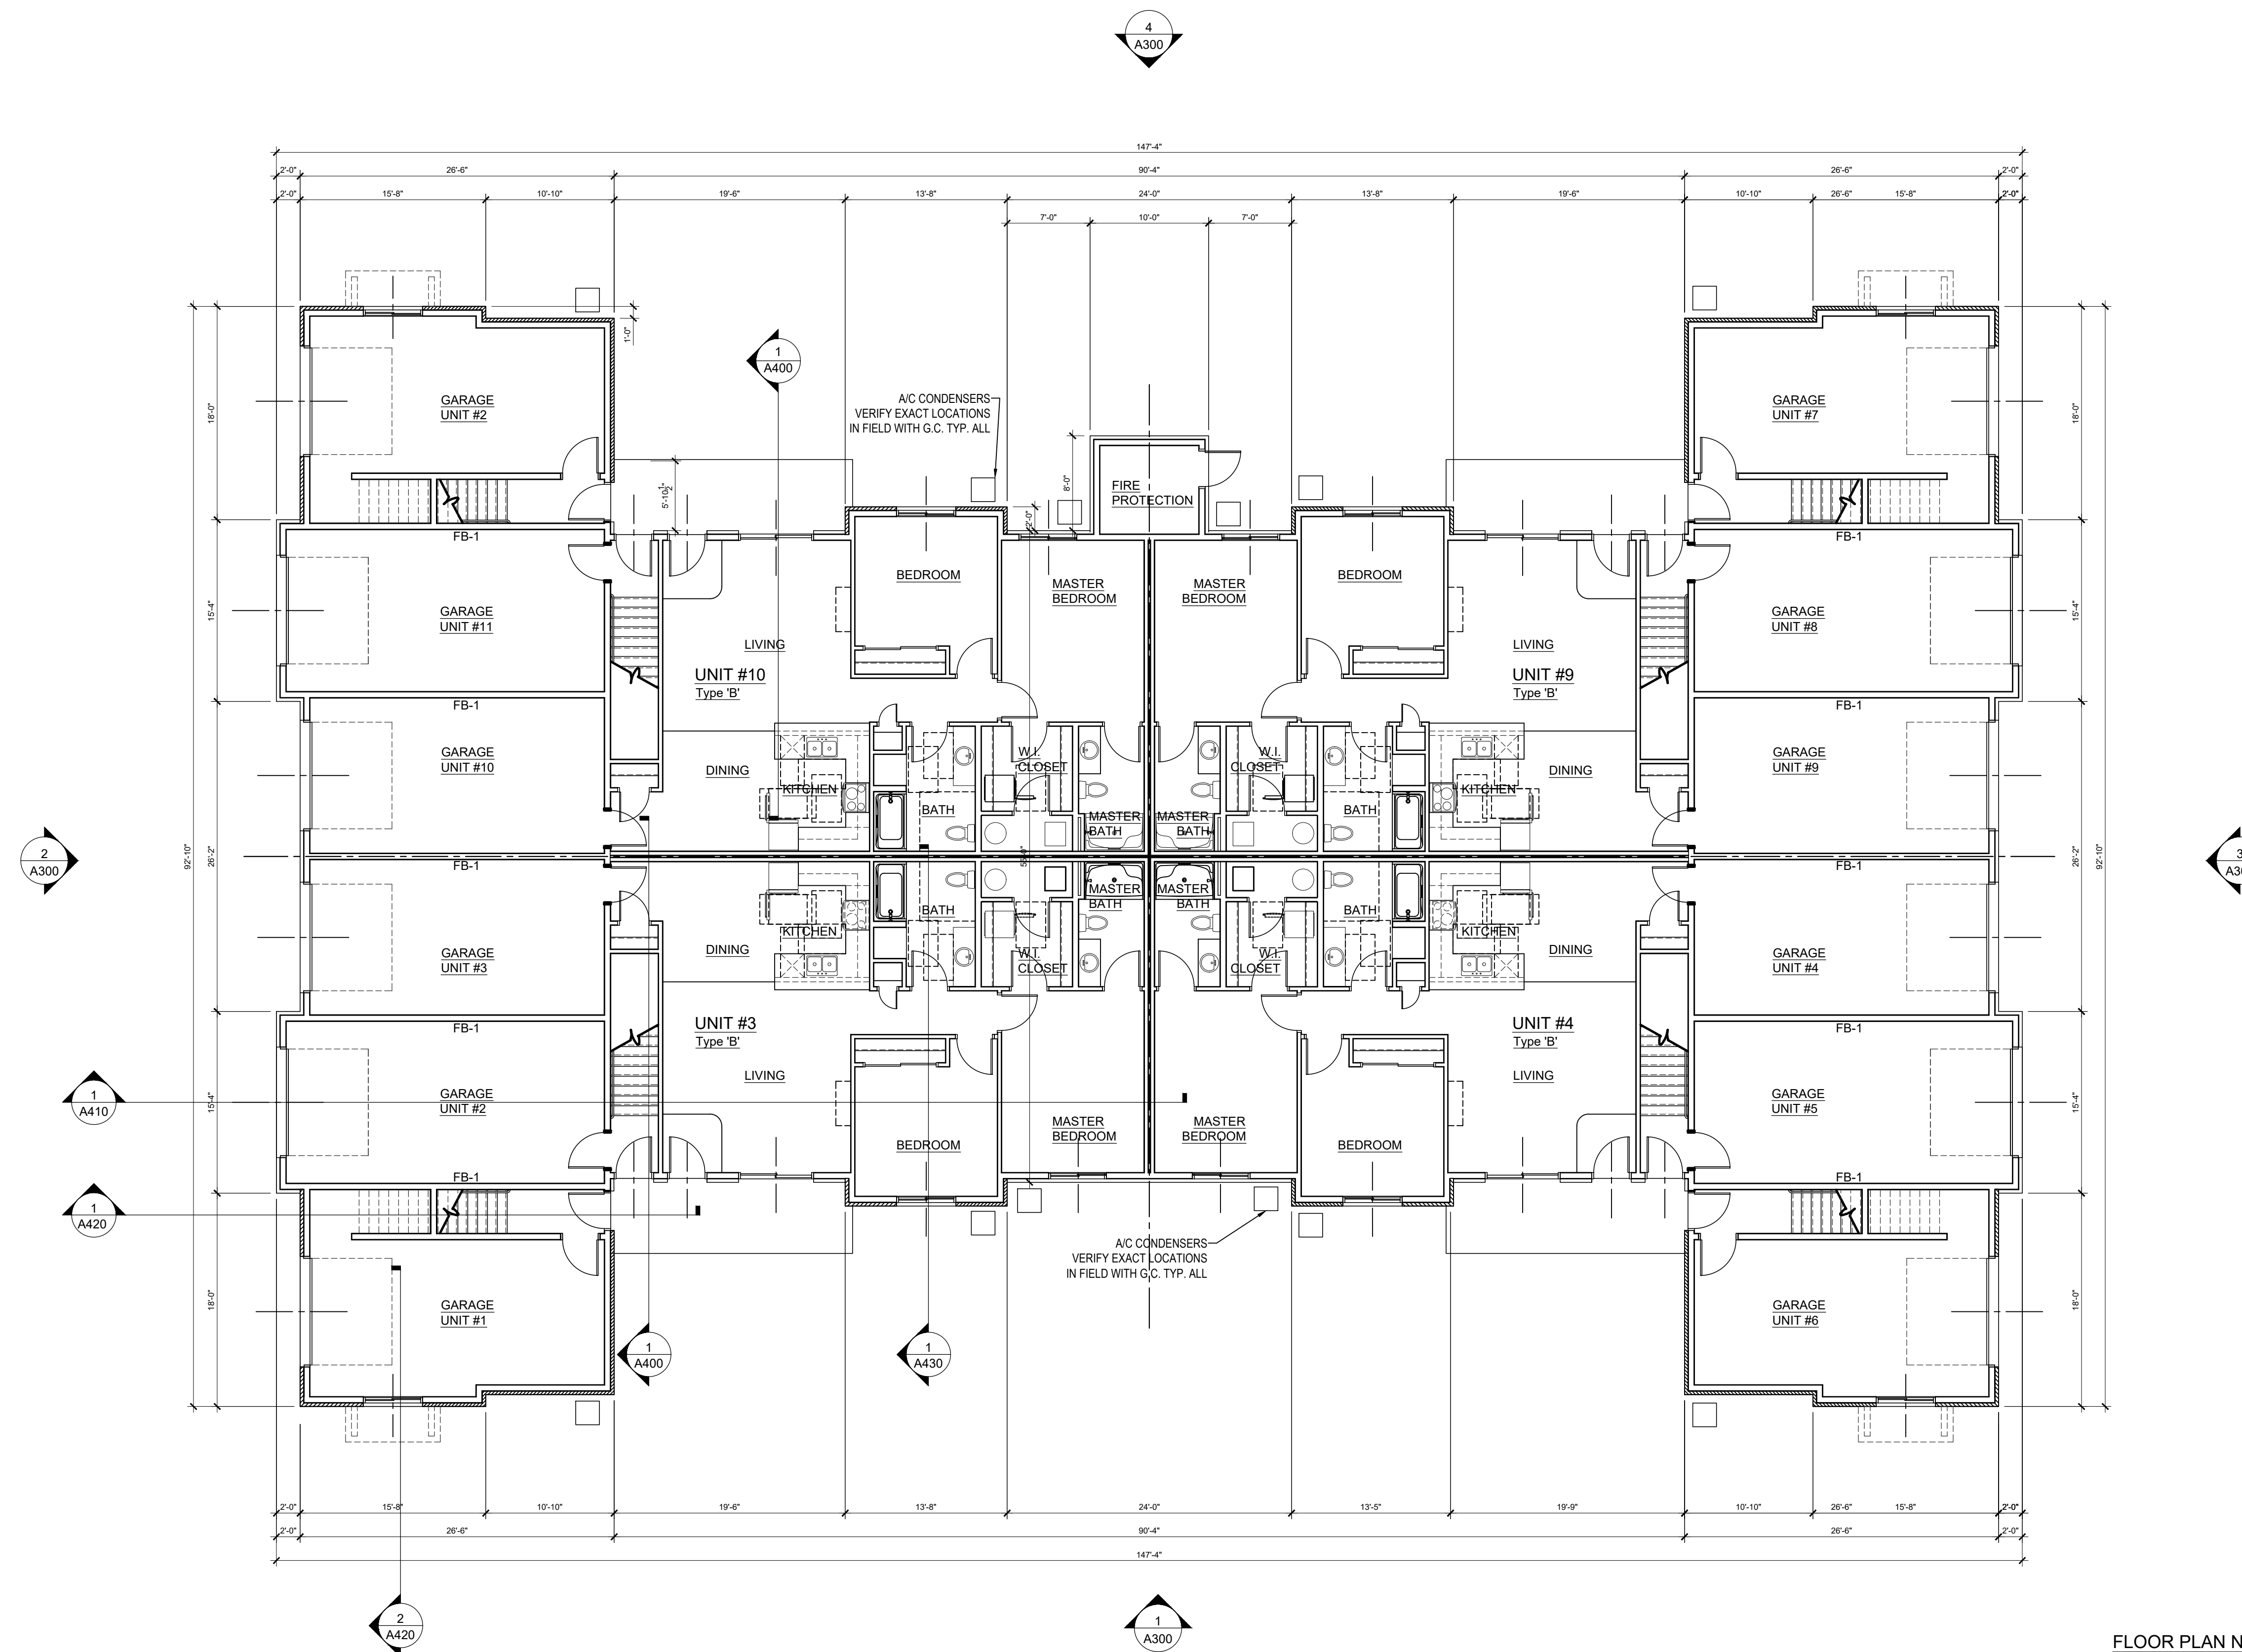 4
A300
147'-4"
2'-0"
26'-6"
90'-4"
26'-6"
2'-0"
2'-0"
15'-8"
10'-10"
19'-6"
13'-8"
24'-0"
13'-8"
19'-6"
10'-10"
26'-6"
15'-8"
2'-0"
7'-0"
10'-0"
7'-0"
1'-0"
1
A400
A/C CONDENSERS
VERIFY EXACT LOCATIONS
IN FIELD WITH G.C. TYP. ALL
GARAGE
UNIT #2
GARAGE
UNIT #7
18'-0"
18'-0"
5'-10 1/2"
8'-0"
2'-0"
FIRE
PROTECTION
FB-1
FB-1
BEDROOM
MASTER
BEDROOM
MASTER
BEDROOM
BEDROOM
15'-4"
GARAGE
UNIT #11
LIVING
UNIT #10
Type 'B'
LIVING
UNIT #9
Type 'B'
GARAGE
UNIT #8
15'-4"
FB-1
FB-1
GARAGE
UNIT #10
DINING
KITCHEN
BATH
W.I.
CLOSET
MASTER
BATH
MASTER
BATH
W.I.
CLOSET
BATH
KITCHEN
DINING
GARAGE
UNIT #9
2
A300
92'-10"
26'-2"
26'-2"
92'-10"
3
FB-1
FB-1
GARAGE
UNIT #3
DINING
KITCHEN
BATH
W.I.
CLOSET
MASTER
BATH
MASTER
BATH
W.I.
CLOSET
BATH
KITCHEN
DINING
GARAGE
UNIT #4
FB-1
UNIT #3
Type 'B'
UNIT #4
Type 'B'
FB-1
1
A410
15'-4"
GARAGE
UNIT #2
LIVING
BEDROOM
MASTER
BEDROOM
MASTER
BEDROOM
BEDROOM
LIVING
GARAGE
UNIT #5
15'-4"
FB-1
FB-1
1
A420
A/C CONDENSERS
VERIFY EXACT LOCATIONS
IN FIELD WITH G.C. TYP. ALL
18'-0"
GARAGE
UNIT #1
GARAGE
UNIT #6
18'-0"
1
A400
1
A430
2'-0"
15'-8"
10'-10"
19'-6"
13'-8"
24'-0"
13'-5"
19'-9"
10'-10"
26'-6"
15'-8"
2'-0"
2'-0"
26'-6"
90'-4"
26'-6"
2'-0"
147'-4"
2
A420
1
A300
FLOOR PLAN N